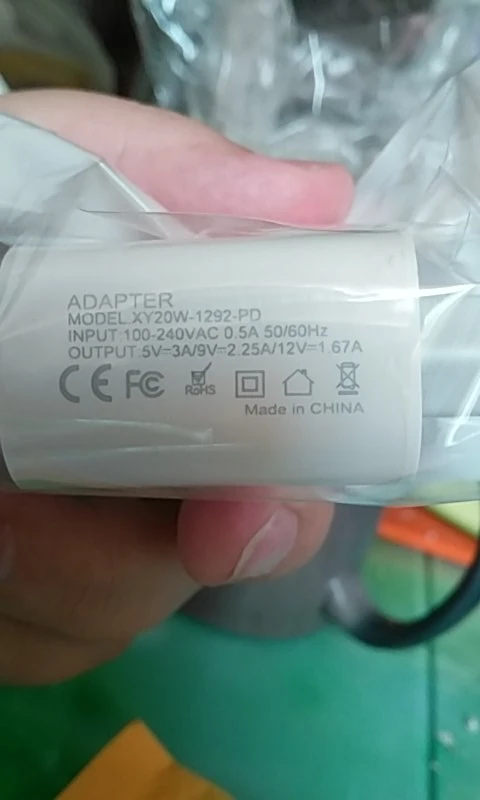 ADAPTER
MODEL:XY20W-1292-PD
INPUT:100-240VAC 0.5A 50/60Hz
OUTPUT:5V=3A/9V=2.25A/12V=1.67A
CE FC RoHS
Made in CHINA